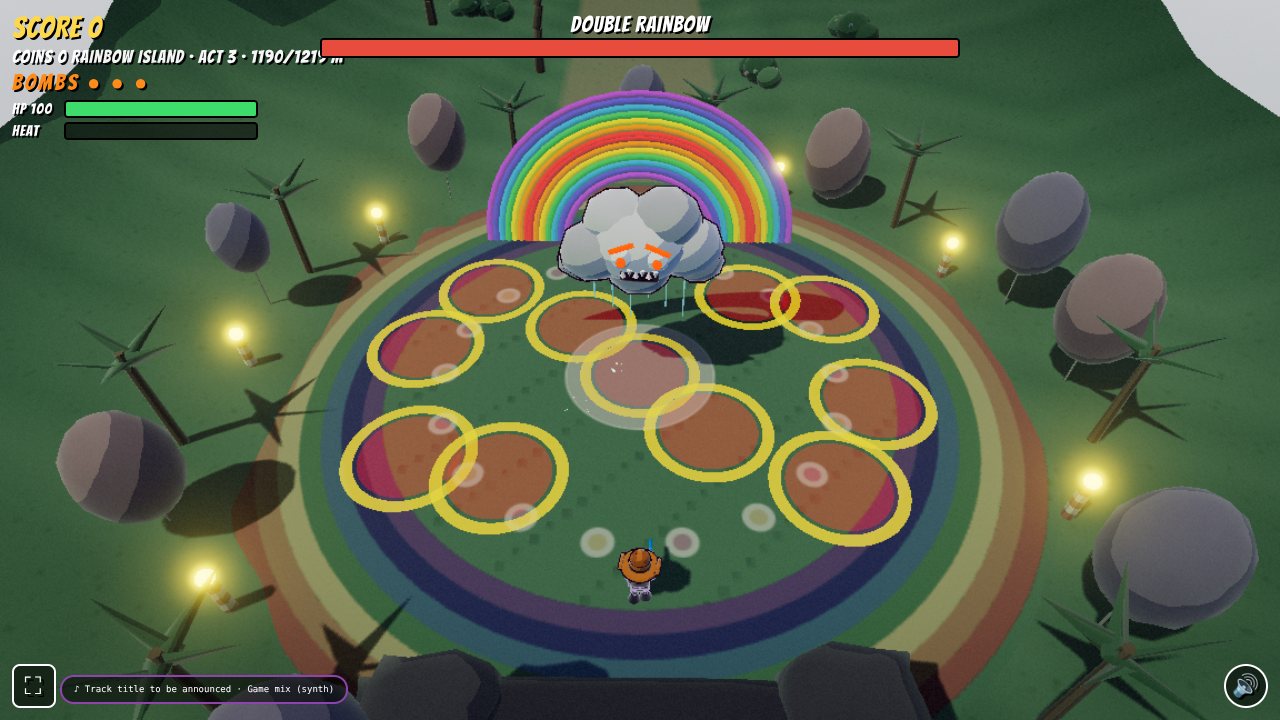 SCORE 0
DOUBLE RAINBOW
COINS 0 RAINBOW ISLAND · ACT 3 · 1190/1219 M
BOMBS
HP 100
HEAT
♪ Track title to be announced · Game mix (synth)